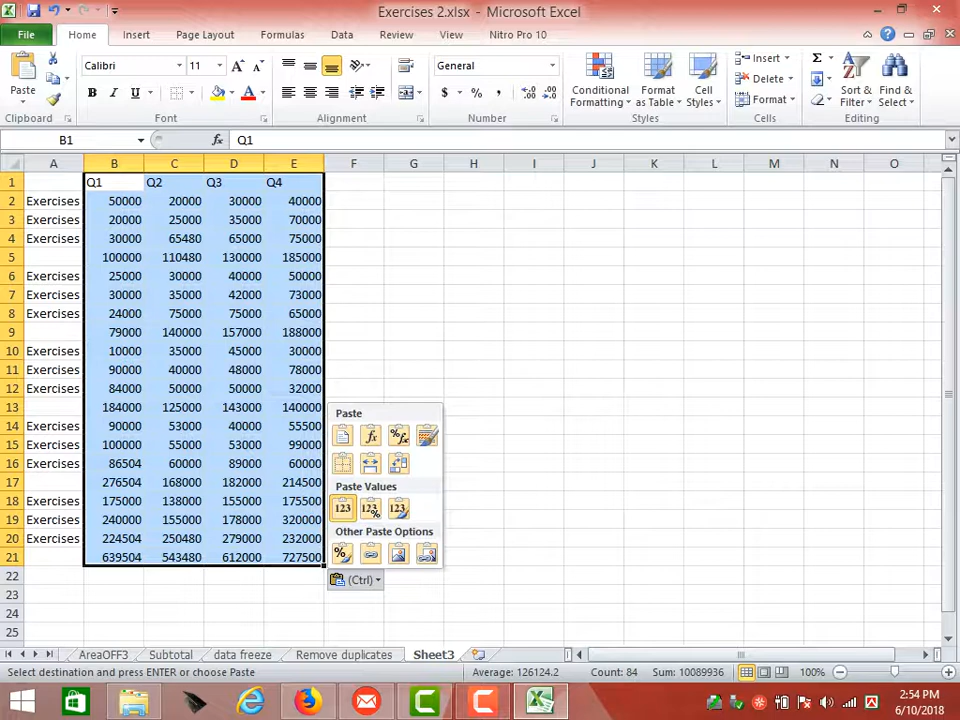 Exercises 2.xlsx - Microsoft Excel
File Home Insert Page Layout Formulas Data Review View Nitro Pro 10
Paste Calibri 11 General Conditional Formatting Format as Table Cell Styles Insert Delete Format Sort & Filter Find & Select
Clipboard Font Alignment Number Styles Cells Editing
B1 fx Q1
A B C D E F G H I J K L M N O
1 Q1 Q2 Q3 Q4
2 Exercises 50000 20000 30000 40000
3 Exercises 20000 25000 35000 70000
4 Exercises 30000 65480 65000 75000
5 100000 110480 130000 185000
6 Exercises 25000 30000 40000 50000
7 Exercises 30000 35000 42000 73000
8 Exercises 24000 75000 75000 65000
9 79000 140000 157000 188000
10 Exercises 10000 35000 45000 30000
11 Exercises 90000 40000 48000 78000
12 Exercises 84000 50000 50000 32000
13 184000 125000 143000 140000
14 Exercises 90000 53000 40000 55500
15 Exercises 100000 55000 53000 99000
16 Exercises 86504 60000 89000 60000
17 276504 168000 182000 214500
18 Exercises 175000 138000 155000 175500
19 Exercises 240000 155000 178000 320000
20 Exercises 224504 250480 279000 232000
21 639504 543480 612000 727500
22
23
24
25
Paste
Paste Values
Other Paste Options
(Ctrl)
AreaOFF3 Subtotal data freeze Remove duplicates Sheet3
Select destination and press ENTER or choose Paste Average: 126124.2 Count: 84 Sum: 10089936 100%
2:54 PM
6/10/2018